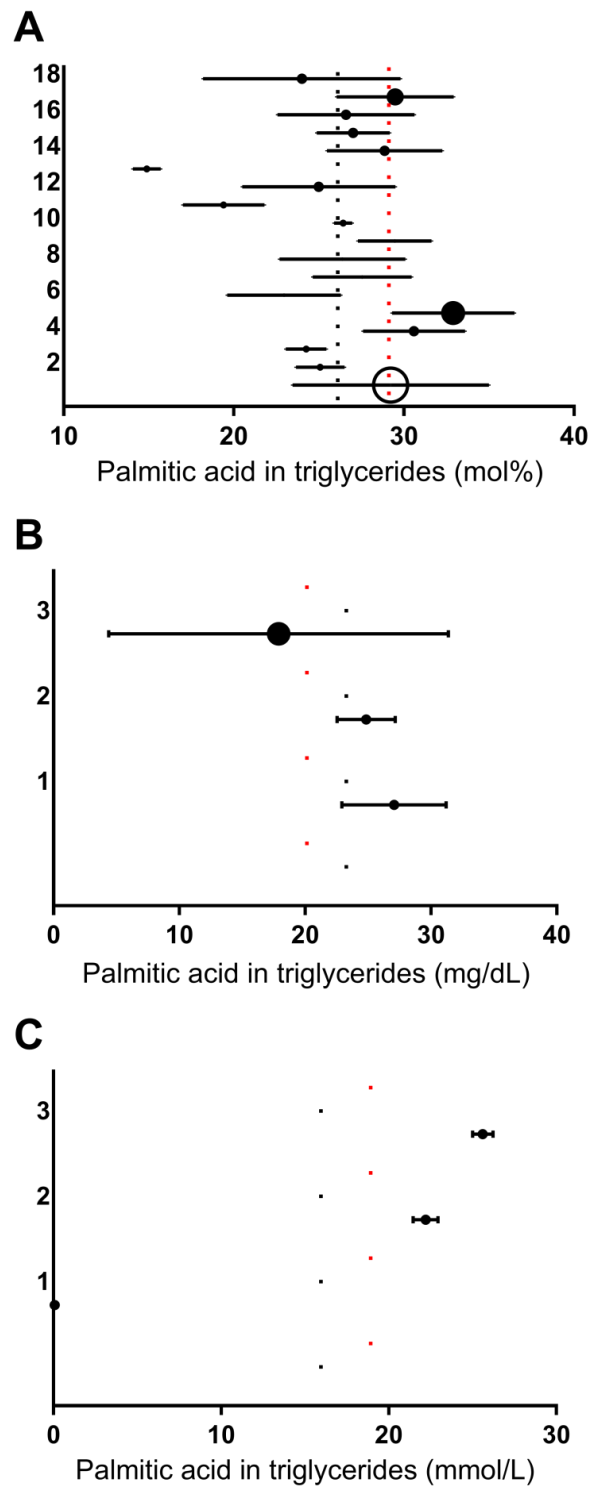 A
18
16
14
12
10
8
6
4
2
10 20 30 40
Palmitic acid in triglycerides (mol%)
B
3
2
1
0 10 20 30 40
Palmitic acid in triglycerides (mg/dL)
C
3
2
1
0 10 20 30
Palmitic acid in triglycerides (mmol/L)